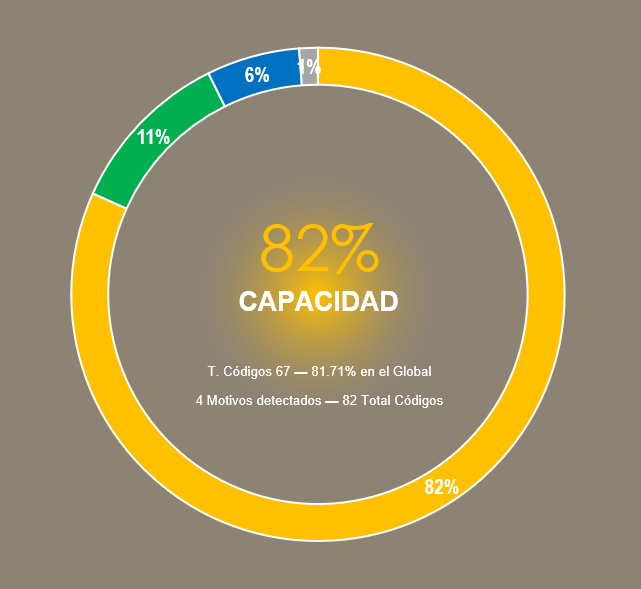 1%
6%
11%
82%
CAPACIDAD
T. Códigos 67 — 81.71% en el Global
4 Motivos detectados — 82 Total Códigos
82%